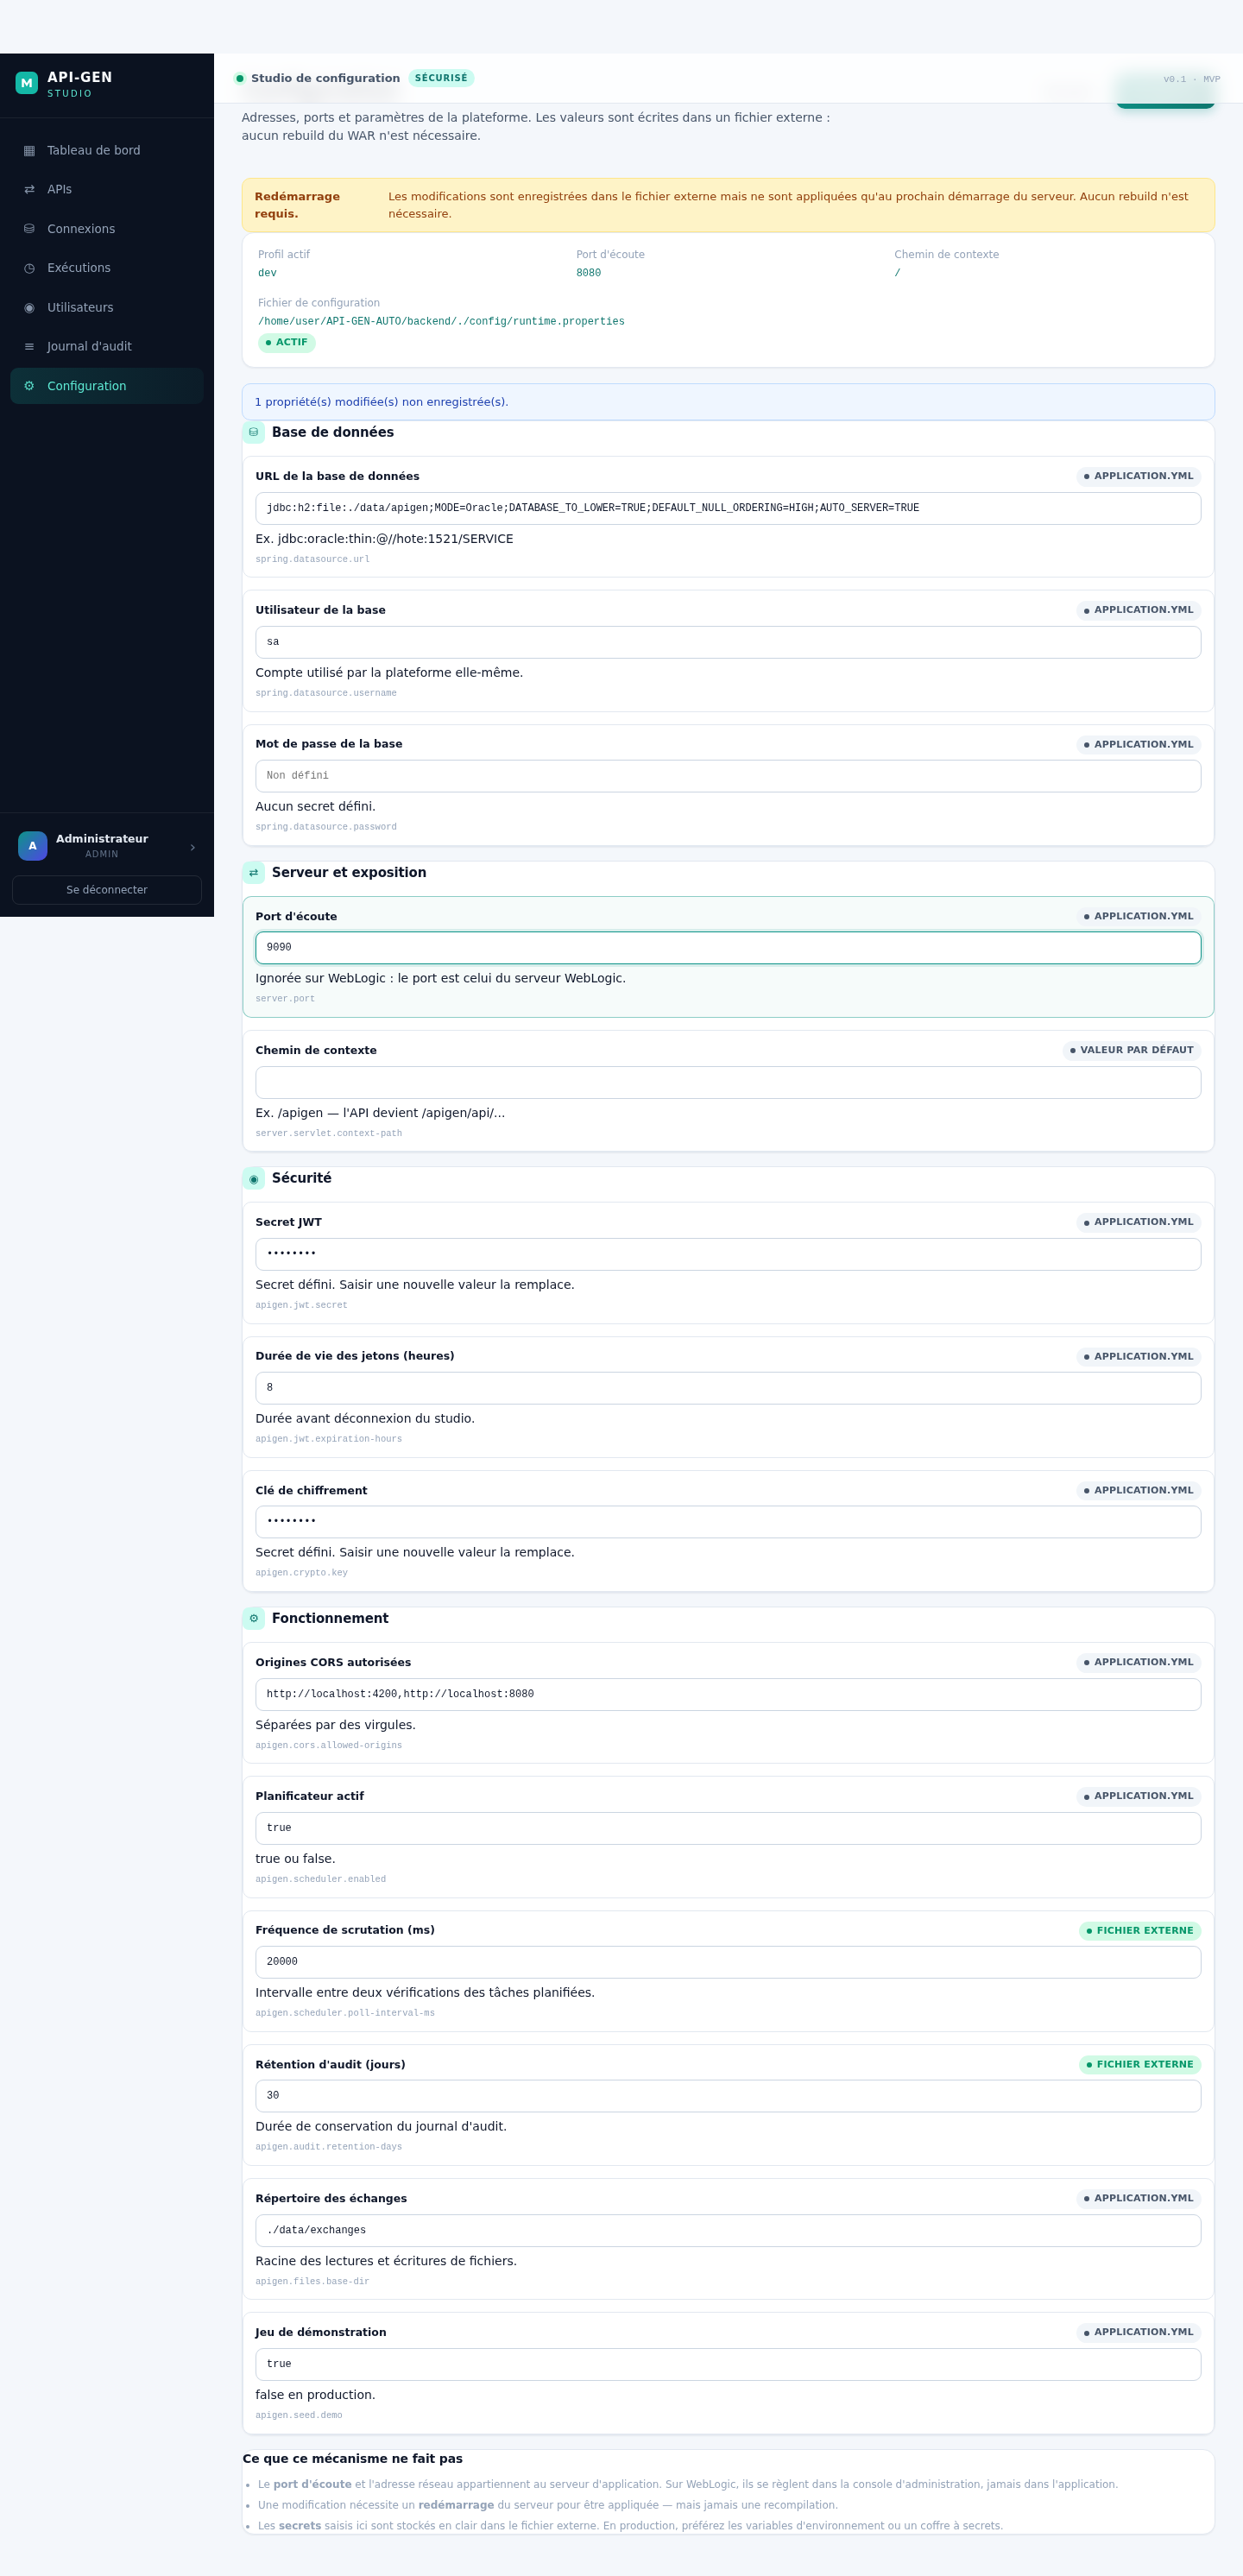 M
API-GEN
STUDIO
Tableau de bord
APIs
Connexions
Exécutions
Utilisateurs
Journal d'audit
Configuration
A
Administrateur
ADMIN
Se déconnecter
Studio de configuration
SÉCURISÉ
v0.1 · MVP
Adresses, ports et paramètres de la plateforme. Les valeurs sont écrites dans un fichier externe :
aucun rebuild du WAR n'est nécessaire.
Redémarrage
requis.
Les modifications sont enregistrées dans le fichier externe mais ne sont appliquées qu'au prochain démarrage du serveur. Aucun rebuild n'est
nécessaire.
Profil actif
dev
Port d'écoute
8080
Chemin de contexte
/
Fichier de configuration
/home/user/API-GEN-AUTO/backend/./config/runtime.properties
ACTIF
1 propriété(s) modifiée(s) non enregistrée(s).
Base de données
URL de la base de données
APPLICATION.YML
jdbc:h2:file:./data/apigen;MODE=Oracle;DATABASE_TO_LOWER=TRUE;DEFAULT_NULL_ORDERING=HIGH;AUTO_SERVER=TRUE
Ex. jdbc:oracle:thin:@//hote:1521/SERVICE
spring.datasource.url
Utilisateur de la base
APPLICATION.YML
sa
Compte utilisé par la plateforme elle-même.
spring.datasource.username
Mot de passe de la base
APPLICATION.YML
Non défini
Aucun secret défini.
spring.datasource.password
Serveur et exposition
Port d'écoute
APPLICATION.YML
9090
Ignorée sur WebLogic : le port est celui du serveur WebLogic.
server.port
Chemin de contexte
VALEUR PAR DÉFAUT
Ex. /apigen — l'API devient /apigen/api/...
server.servlet.context-path
Sécurité
Secret JWT
APPLICATION.YML
••••••••
Secret défini. Saisir une nouvelle valeur la remplace.
apigen.jwt.secret
Durée de vie des jetons (heures)
APPLICATION.YML
8
Durée avant déconnexion du studio.
apigen.jwt.expiration-hours
Clé de chiffrement
APPLICATION.YML
••••••••
Secret défini. Saisir une nouvelle valeur la remplace.
apigen.crypto.key
Fonctionnement
Origines CORS autorisées
APPLICATION.YML
http://localhost:4200,http://localhost:8080
Séparées par des virgules.
apigen.cors.allowed-origins
Planificateur actif
APPLICATION.YML
true
true ou false.
apigen.scheduler.enabled
Fréquence de scrutation (ms)
FICHIER EXTERNE
20000
Intervalle entre deux vérifications des tâches planifiées.
apigen.scheduler.poll-interval-ms
Rétention d'audit (jours)
FICHIER EXTERNE
30
Durée de conservation du journal d'audit.
apigen.audit.retention-days
Répertoire des échanges
APPLICATION.YML
./data/exchanges
Racine des lectures et écritures de fichiers.
apigen.files.base-dir
Jeu de démonstration
APPLICATION.YML
true
false en production.
apigen.seed.demo
Ce que ce mécanisme ne fait pas
• Le port d'écoute et l'adresse réseau appartiennent au serveur d'application. Sur WebLogic, ils se règlent dans la console d'administration, jamais dans l'application.
• Une modification nécessite un redémarrage du serveur pour être appliquée — mais jamais une recompilation.
• Les secrets saisis ici sont stockés en clair dans le fichier externe. En production, préférez les variables d'environnement ou un coffre à secrets.